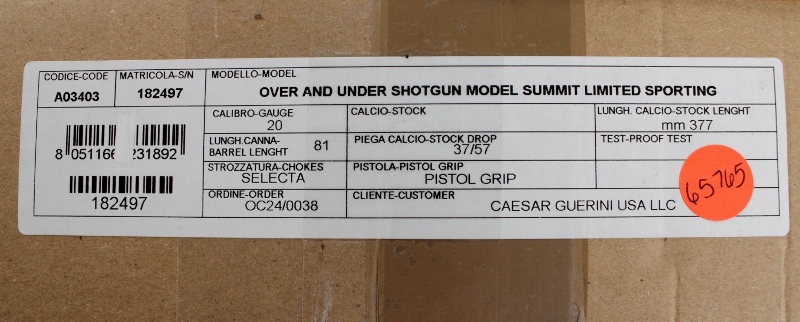 CODICE-CODE
A03403
MATRICOLA-S/N
182497
MODELLO-MODEL
OVER AND UNDER SHOTGUN MODEL SUMMIT LIMITED SPORTING
CALIBRO-GAUGE
20
CALCIO-STOCK
LUNGH. CALCIO-STOCK LENGHT
mm 377
LUNGH.CANNA-
BARREL LENGHT
81
PIEGA CALCIO-STOCK DROP
37/57
TEST-PROOF TEST
STROZZATURA-CHOKES
SELECTA
PISTOLA-PISTOL GRIP
PISTOL GRIP
ORDINE-ORDER
OC24/0038
CLIENTE-CUSTOMER
CAESAR GUERINI USA LLC
8 051166 231892
182497
65765